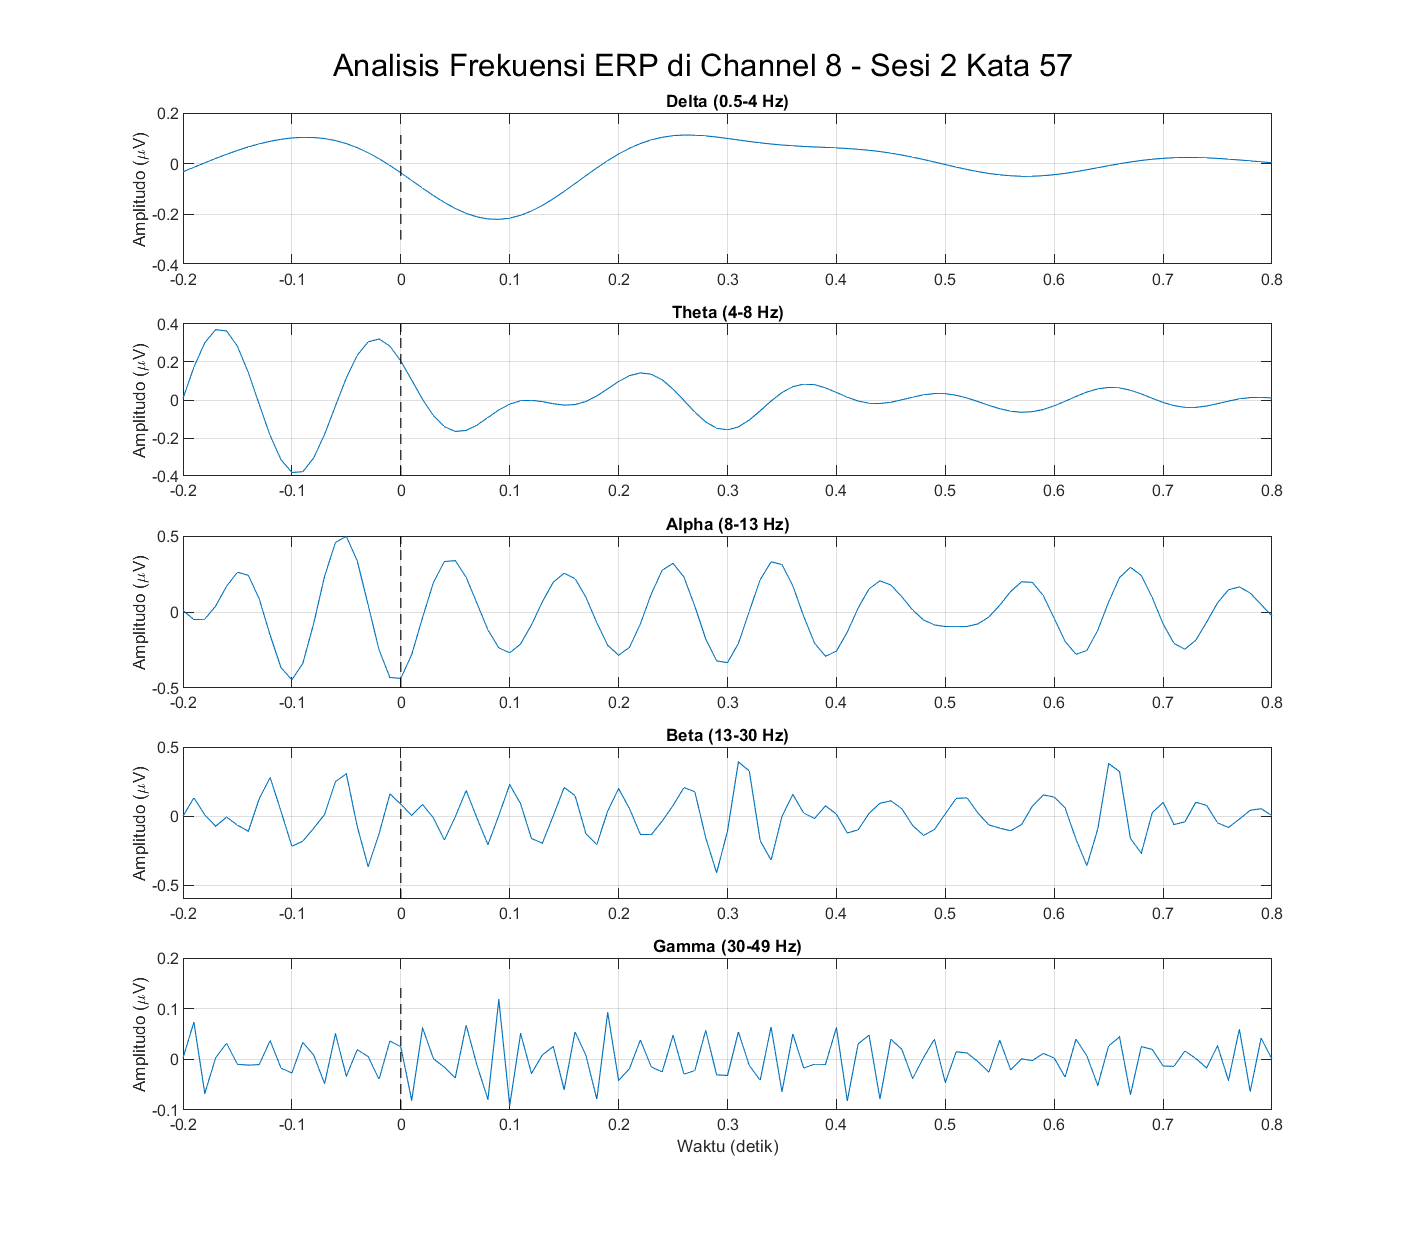 Analisis Frekuensi ERP di Channel 8 - Sesi 2 Kata 57
Delta (0.5-4 Hz)
Amplitudo (μV)
0.2
0
-0.2
-0.4
-0.2 -0.1 0 0.1 0.2 0.3 0.4 0.5 0.6 0.7 0.8
Theta (4-8 Hz)
Amplitudo (μV)
0.4
0.2
0
-0.2
-0.4
-0.2 -0.1 0 0.1 0.2 0.3 0.4 0.5 0.6 0.7 0.8
Alpha (8-13 Hz)
Amplitudo (μV)
0.5
0
-0.5
-0.2 -0.1 0 0.1 0.2 0.3 0.4 0.5 0.6 0.7 0.8
Beta (13-30 Hz)
Amplitudo (μV)
0.5
0
-0.5
-0.2 -0.1 0 0.1 0.2 0.3 0.4 0.5 0.6 0.7 0.8
Gamma (30-49 Hz)
Amplitudo (μV)
0.2
0.1
0
-0.1
-0.2 -0.1 0 0.1 0.2 0.3 0.4 0.5 0.6 0.7 0.8
Waktu (detik)